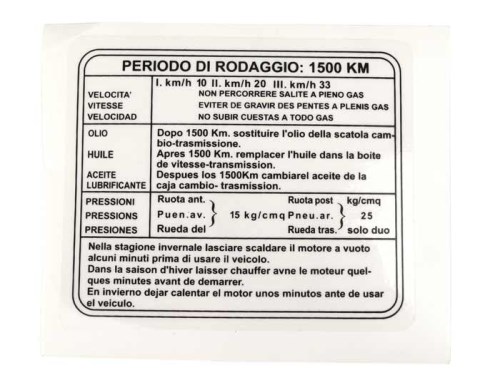 PERIODO DI RODAGGIO: 1500 KM
I. km/h 10 II. km/h 20 III. km/h 33
VELOCITA' NON PERCORRERE SALITE A PIENO GAS
VITESSE EVITER DE GRAVIR DES PENTES A PLENIS GAS
VELOCIDAD NO SUBIR CUESTAS A TODO GAS
OLIO Dopo 1500 Km. sostituire l'olio della scatola cam-
bio-trasmissione.
HUILE Apres 1500 Km. remplacer l'huile dans la boite
de vitesse-transmission.
ACEITE Despues los 1500Km cambiarel aceite de la
LUBRIFICANTE caja cambio- trasmission.
PRESSIONI Ruota ant. Ruota post kg/cmq
PRESSIONS Puen.av. } 15 kg/cmq Pneu.ar. } 25
PRESIONES Rueda del Rueda tras. solo duo
Nella stagione invernale lasciare scaldare il motore a vuoto
alcuni minuti prima di usare il veicolo.
Dans la saison d'hiver laisser chauffer avne le moteur quel-
ques minutes avant de demarrer.
En invierno dejar calentar el motor unos minutos ante de usar
el veiculo.